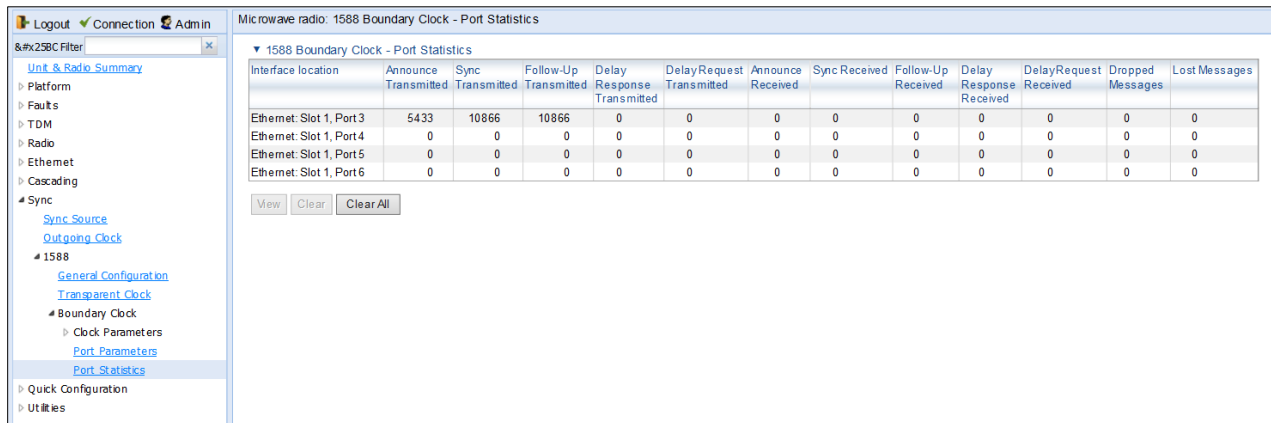 Logout Connection Admin
&#x25BC Filter
Unit & Radio Summary
Platform
Faults
TDM
Radio
Ethernet
Cascading
Sync
Sync Source
Outgoing Clock
1588
General Configuration
Transparent Clock
Boundary Clock
Clock Parameters
Port Parameters
Port Statistics
Quick Configuration
Utilities
Microwave radio: 1588 Boundary Clock - Port Statistics
▼ 1588 Boundary Clock - Port Statistics
Interface location Announce Sync Follow-Up Delay Delay Request Announce Sync Received Follow-Up Delay Delay Request Dropped Lost Messages
Transmitted Transmitted Transmitted Response Transmitted Received Received Response Received Messages
Transmitted Received
Ethernet: Slot 1, Port 3 5433 10866 10866 0 0 0 0 0 0 0 0 0
Ethernet: Slot 1, Port 4 0 0 0 0 0 0 0 0 0 0 0 0
Ethernet: Slot 1, Port 5 0 0 0 0 0 0 0 0 0 0 0 0
Ethernet: Slot 1, Port 6 0 0 0 0 0 0 0 0 0 0 0 0
View Clear Clear All